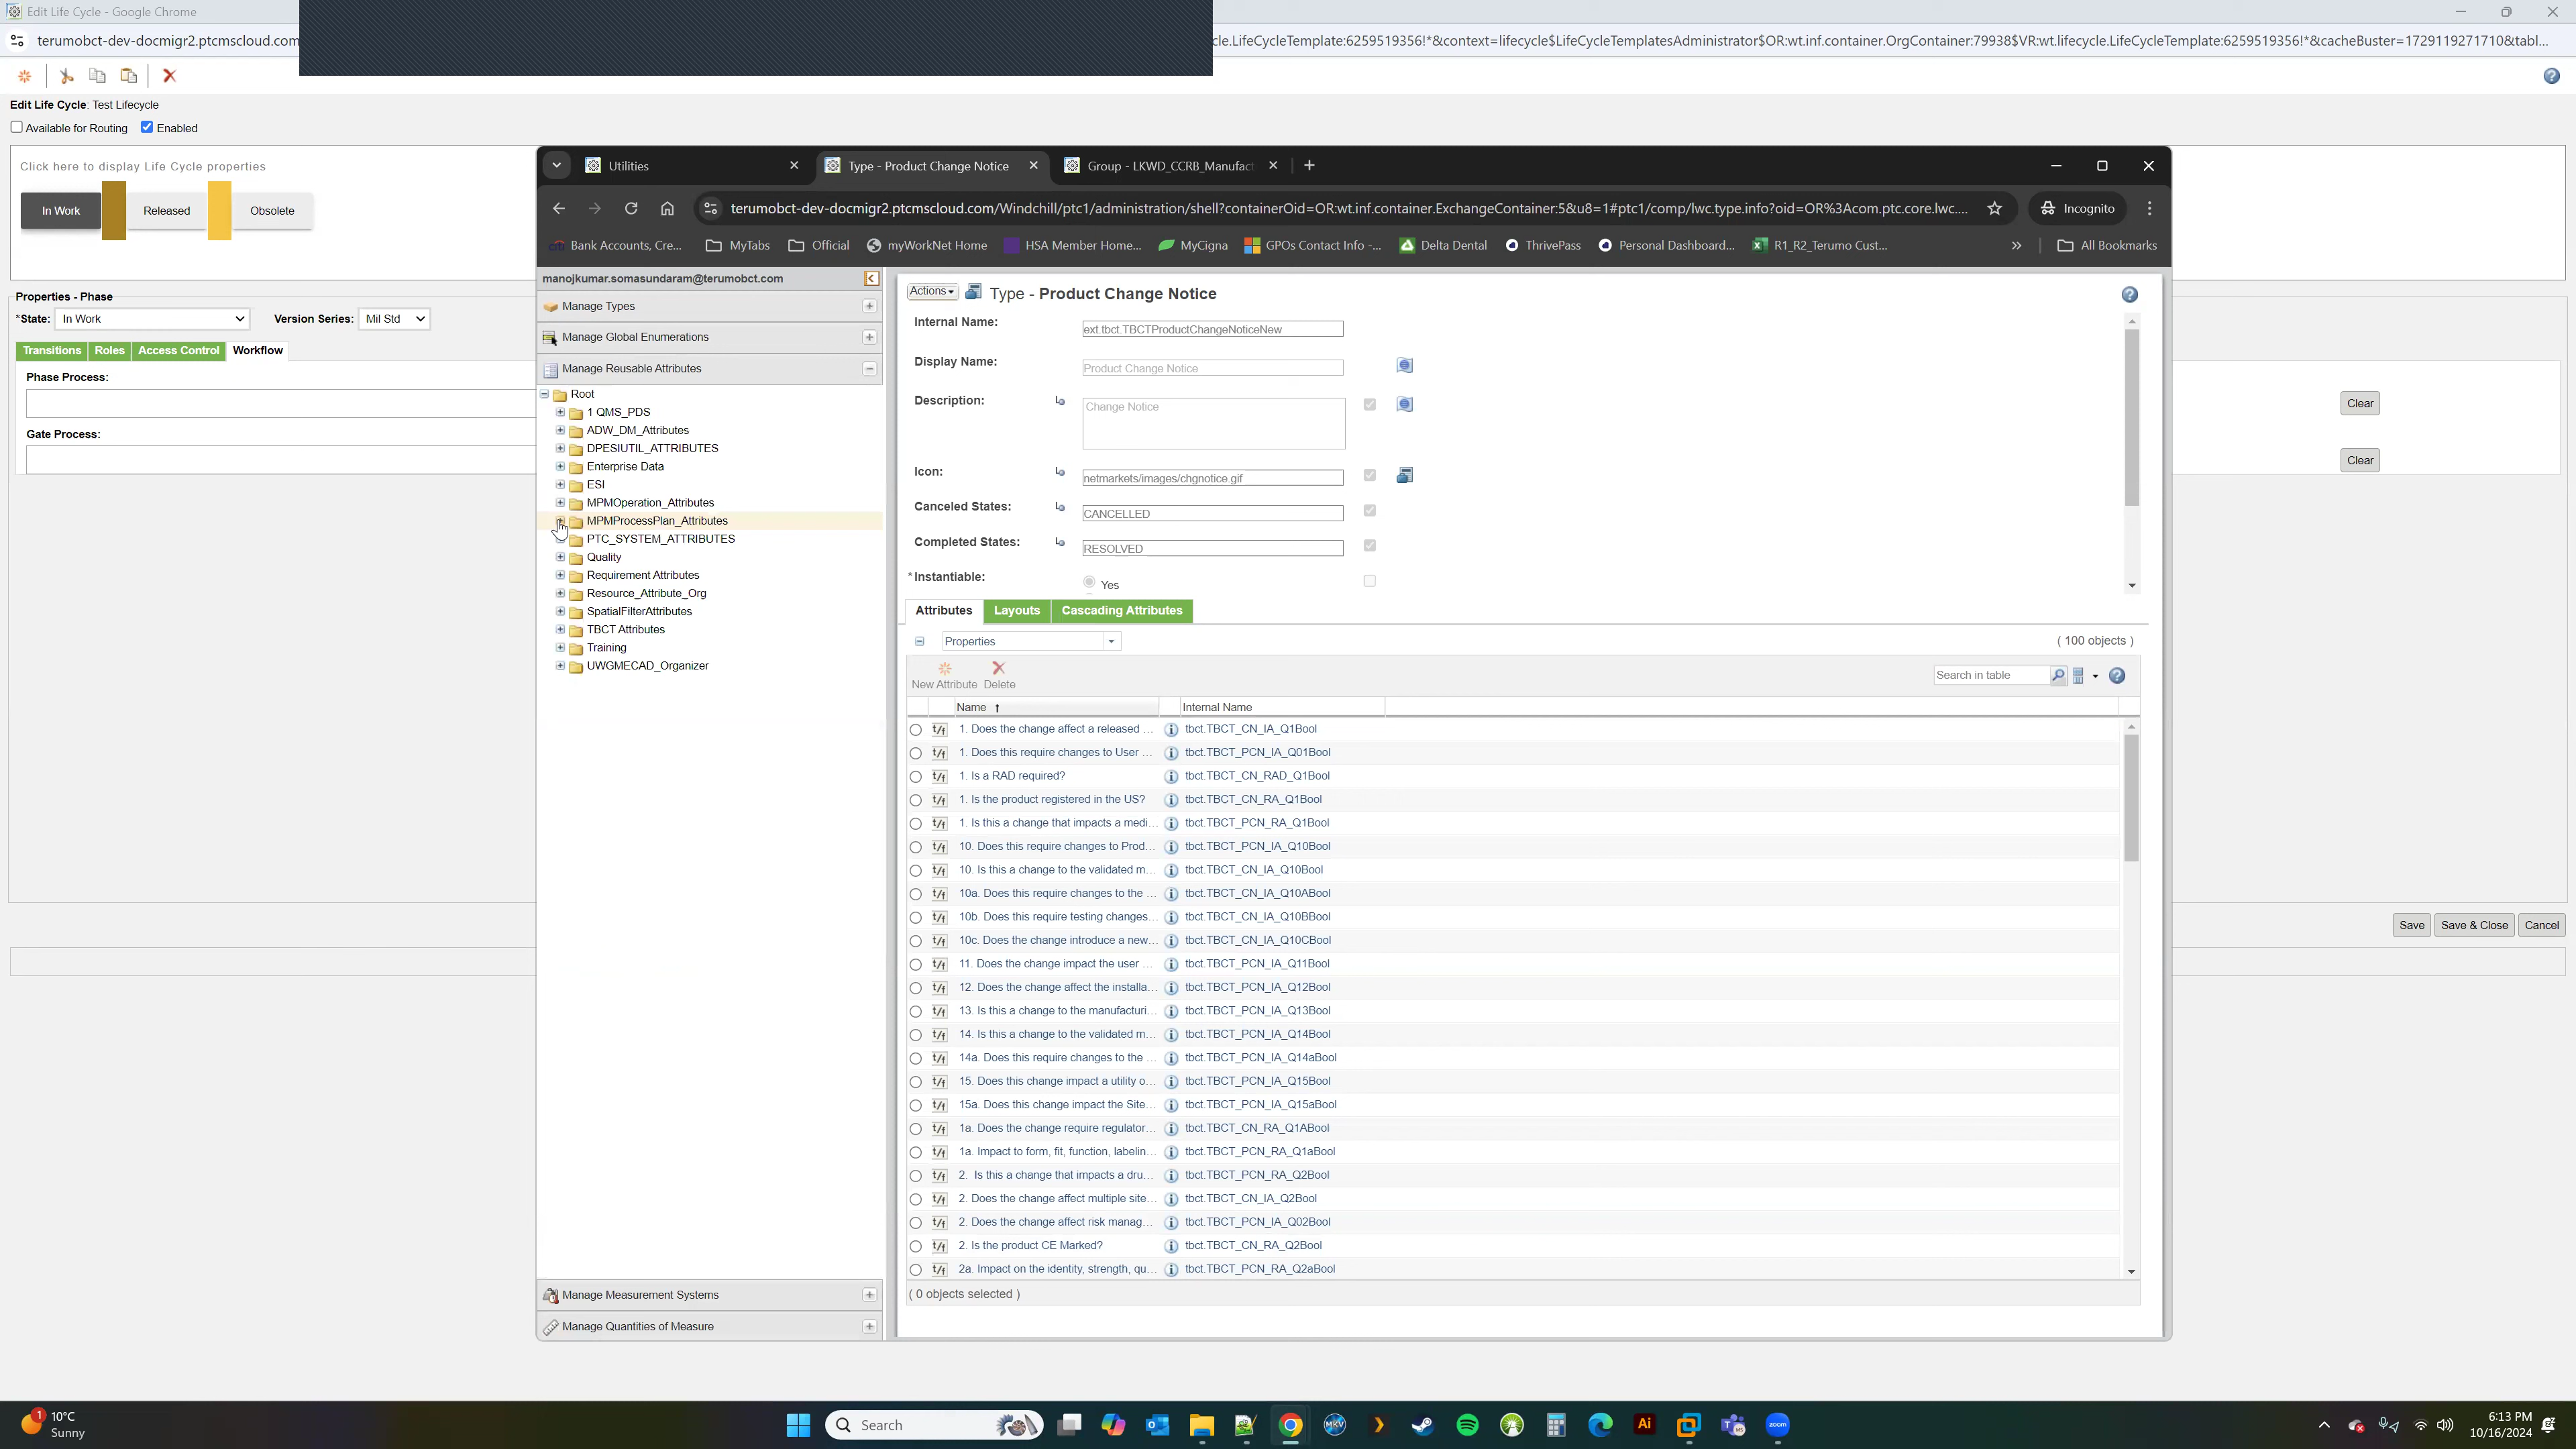 Edit Life Cycle - Google Chrome
terumobct-dev-docmigr2.ptcmscloud.com
cle.LifeCycleTemplate:6259519356!*&context=lifecycle$LifeCycleTemplatesAdministrator$OR:wt.inf.container.OrgContainer:79938$VR:wt.lifecycle.LifeCycleTemplate:6259519356!*&cacheBuster=1729119271710&tabl...
Edit Life Cycle: Test Lifecycle
Available for Routing Enabled
Click here to display Life Cycle properties
In Work Released Obsolete
Properties - Phase
*State: In Work Version Series: Mil Std
Transitions Roles Access Control Workflow
Phase Process:
Clear
Gate Process:
Clear
Save Save & Close Cancel
Utilities Type - Product Change Notice Group - LKWD_CCRB_Manufact
terumobct-dev-docmigr2.ptcmscloud.com/Windchill/ptc1/administration/shell?containerOid=OR:wt.inf.container.ExchangeContainer:5&u8=1#ptc1/comp/lwc.type.info?oid=OR%3Acom.ptc.core.lwc....
Incognito
citi Bank Accounts, Cre... MyTabs Official myWorkNet Home HSA Member Home... MyCigna GPOs Contact Info -... Delta Dental ThrivePass Personal Dashboard... R1_R2_Terumo Cust... » All Bookmarks
manojkumar.somasundaram@terumobct.com
Manage Types
Manage Global Enumerations
Manage Reusable Attributes
Root
1 QMS_PDS
ADW_DM_Attributes
DPESIUTIL_ATTRIBUTES
Enterprise Data
ESI
MPMOperation_Attributes
MPMProcessPlan_Attributes
PTC_SYSTEM_ATTRIBUTES
Quality
Requirement Attributes
Resource_Attribute_Org
SpatialFilterAttributes
TBCT Attributes
Training
UWGMECAD_Organizer
Manage Measurement Systems
Manage Quantities of Measure
Actions Type - Product Change Notice
Internal Name: ext.tbct.TBCTProductChangeNoticeNew
Display Name: Product Change Notice
Description: Change Notice
Icon: netmarkets/images/chgnotice.gif
Canceled States: CANCELLED
Completed States: RESOLVED
*Instantiable: Yes
Attributes Layouts Cascading Attributes
Properties ( 100 objects )
New Attribute Delete Search in table
Name Internal Name
t/f 1. Does the change affect a released ... tbct.TBCT_CN_IA_Q1Bool
t/f 1. Does this require changes to User ... tbct.TBCT_PCN_IA_Q01Bool
t/f 1. Is a RAD required? tbct.TBCT_CN_RAD_Q1Bool
t/f 1. Is the product registered in the US? tbct.TBCT_CN_RA_Q1Bool
t/f 1. Is this a change that impacts a medi... tbct.TBCT_PCN_RA_Q1Bool
t/f 10. Does this require changes to Prod... tbct.TBCT_PCN_IA_Q10Bool
t/f 10. Is this a change to the validated m... tbct.TBCT_CN_IA_Q10Bool
t/f 10a. Does this require changes to the ... tbct.TBCT_CN_IA_Q10ABool
t/f 10b. Does this require testing changes... tbct.TBCT_CN_IA_Q10BBool
t/f 10c. Does the change introduce a new... tbct.TBCT_CN_IA_Q10CBool
t/f 11. Does the change impact the user ... tbct.TBCT_PCN_IA_Q11Bool
t/f 12. Does the change affect the installa... tbct.TBCT_PCN_IA_Q12Bool
t/f 13. Is this a change to the manufacturi... tbct.TBCT_PCN_IA_Q13Bool
t/f 14. Is this a change to the validated m... tbct.TBCT_PCN_IA_Q14Bool
t/f 14a. Does this require changes to the ... tbct.TBCT_PCN_IA_Q14aBool
t/f 15. Does this change impact a utility o... tbct.TBCT_PCN_IA_Q15Bool
t/f 15a. Does this change impact the Site... tbct.TBCT_PCN_IA_Q15aBool
t/f 1a. Does the change require regulator... tbct.TBCT_CN_RA_Q1ABool
t/f 1a. Impact to form, fit, function, labelin... tbct.TBCT_PCN_RA_Q1aBool
t/f 2. Is this a change that impacts a dru... tbct.TBCT_PCN_RA_Q2Bool
t/f 2. Does the change affect multiple site... tbct.TBCT_CN_IA_Q2Bool
t/f 2. Does the change affect risk manag... tbct.TBCT_PCN_IA_Q02Bool
t/f 2. Is the product CE Marked? tbct.TBCT_CN_RA_Q2Bool
t/f 2a. Impact on the identity, strength, qu... tbct.TBCT_PCN_RA_Q2aBool
( 0 objects selected )
1 10°C
Sunny
Search
MKV Ai zoom
6:13 PM
10/16/2024